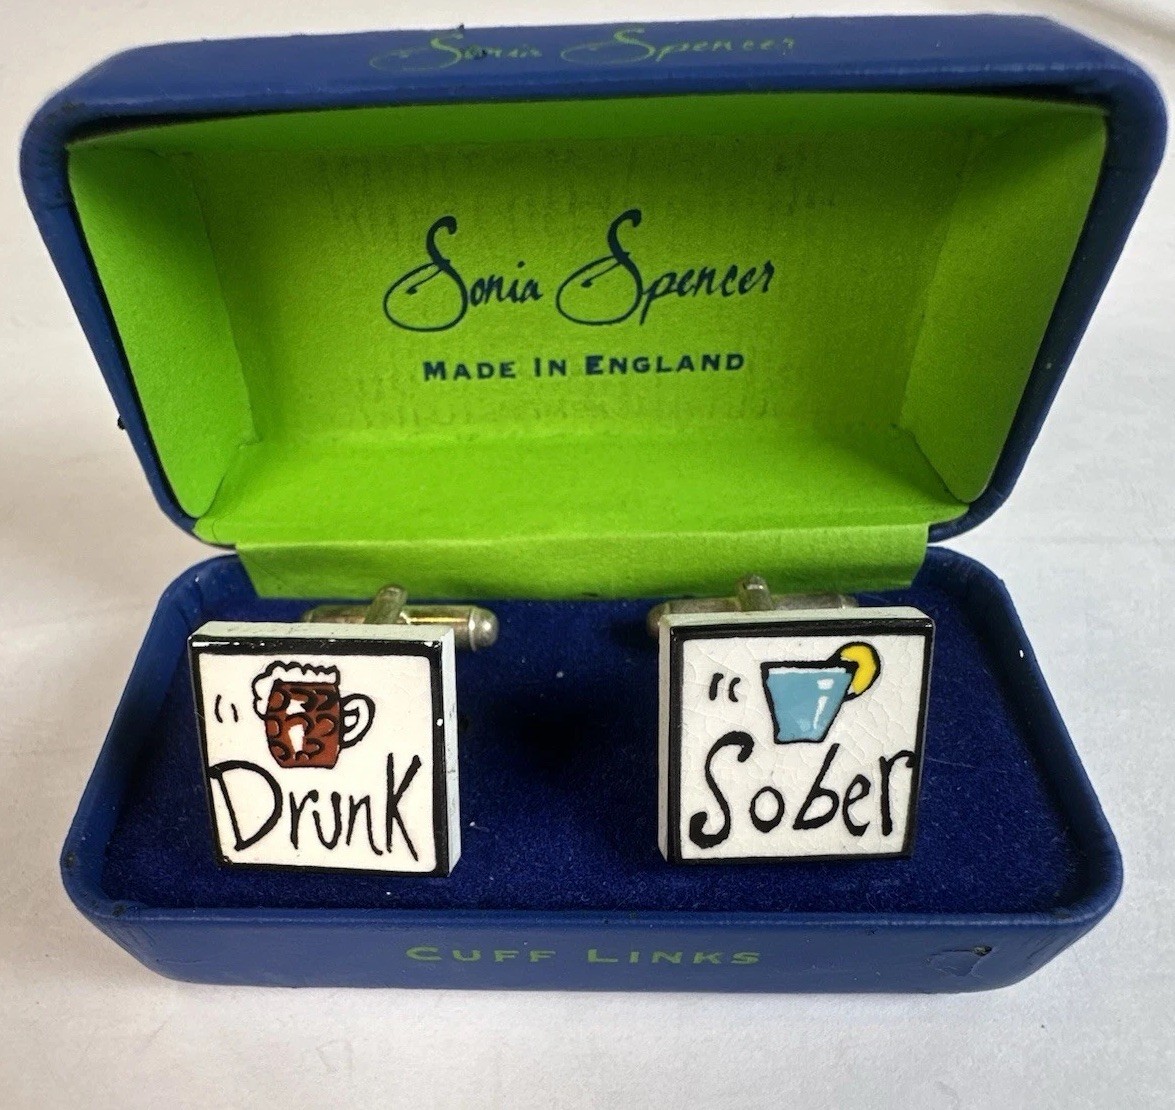 Sonia Spencer
Sonia Spencer
MADE IN ENGLAND
Drunk
Sober
CUFF LINKS